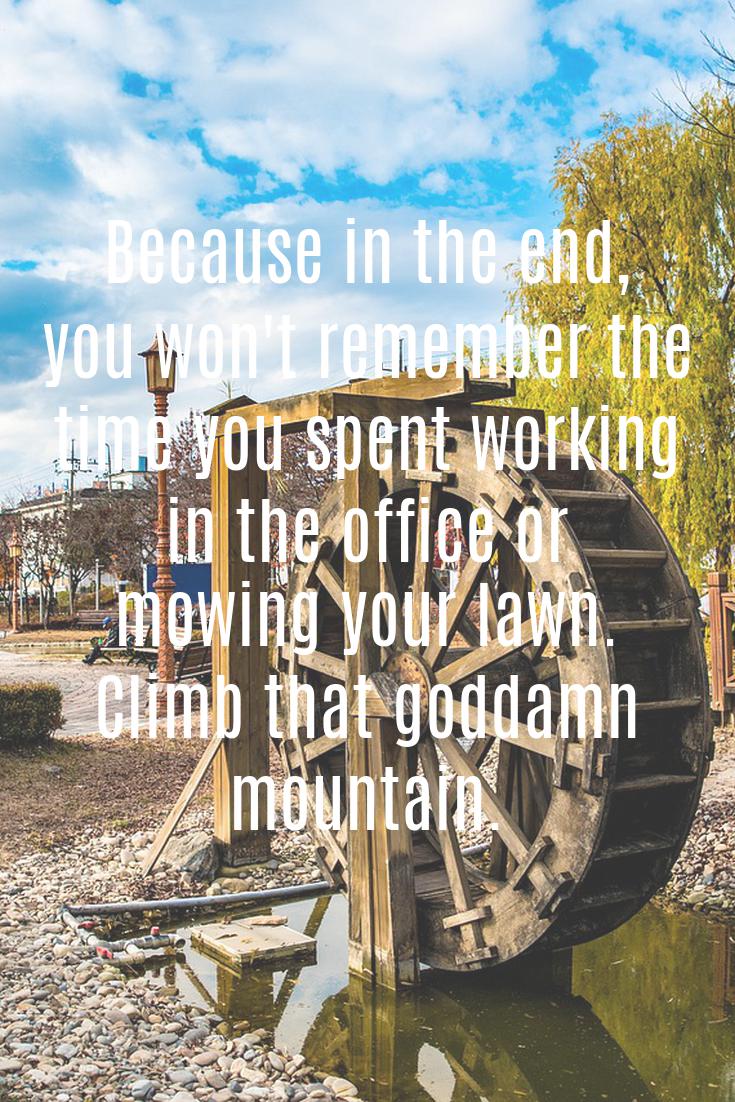 Because in the end,
you won't remember the
time you spent working
in the office or
mowing your lawn.
Climb that goddamn
mountain.